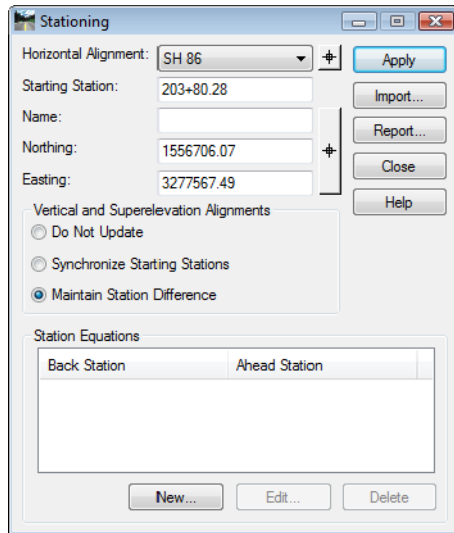 Stationing
Horizontal Alignment: SH 86
Apply
Starting Station: 203+80.28
Import...
Name:
Report...
Northing: 1556706.07
Close
Easting: 3277567.49
Help
Vertical and Superelevation Alignments
Do Not Update
Synchronize Starting Stations
Maintain Station Difference
Station Equations
Back Station Ahead Station
New... Edit... Delete